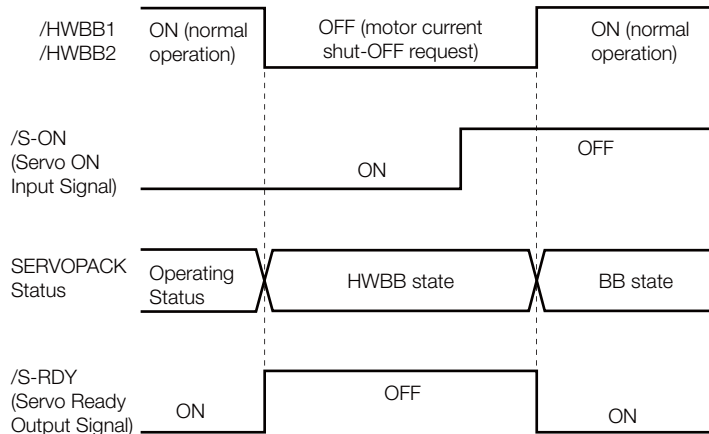 /HWBB1
/HWBB2
ON (normal
operation)
OFF (motor current
shut-OFF request)
ON (normal
operation)
/S-ON
(Servo ON
Input Signal)
ON
OFF
SERVOPACK
Status
Operating
Status
HWBB state
BB state
/S-RDY
(Servo Ready
Output Signal)
ON
OFF
ON